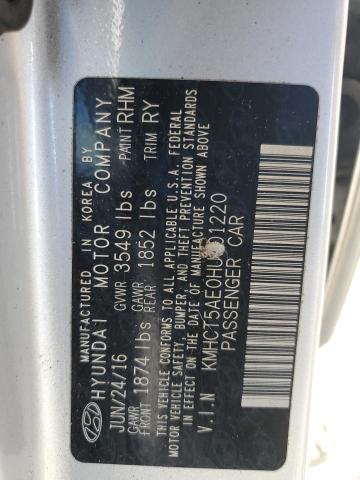 MANUFACTURED IN KOREA BY
HYUNDAI MOTOR COMPANY
JUN/24/16 GVWR 3549 lbs PAINT RHM
GAWR FRONT 1874 lbs GAWR REAR 1852 lbs TRIM RY
THIS VEHICLE CONFORMS TO ALL APPLICABLE U.S.A. FEDERAL
MOTOR VEHICLE SAFETY, BUMPER, AND THEFT PREVENTION STANDARDS
IN EFFECT ON THE DATE OF MANUFACTURE SHOWN ABOVE
V.I.N
PASSENGER CAR